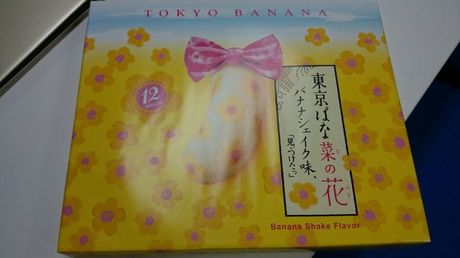 TOKYO BANANA
12
東京ばな菜の花
バナナシェイク味、
「見ぃつけたっ」
Banana Shake Flavor